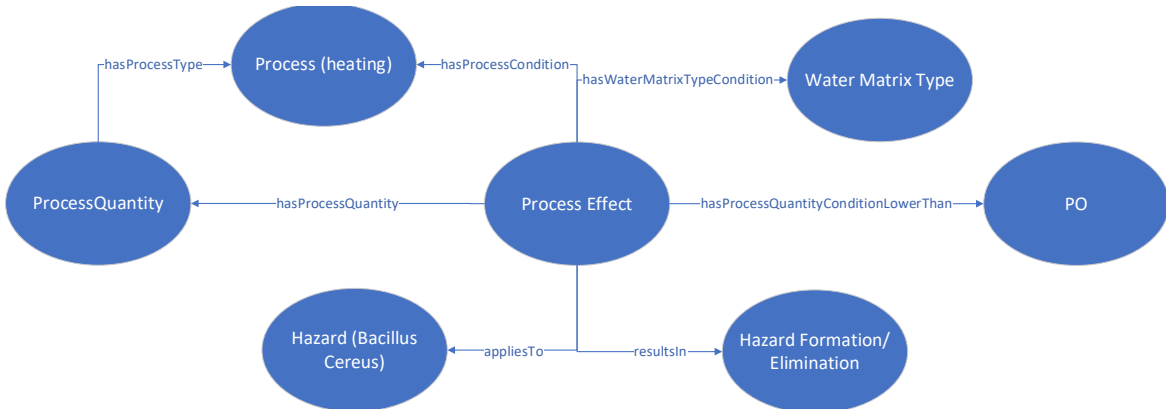 hasProcessType
Process (heating)
hasProcessCondition
hasWaterMatrixTypeCondition
Water Matrix Type
ProcessQuantity
hasProcessQuantity
Process Effect
hasProcessQuantityConditionLowerThan
PO
Hazard (Bacillus
Cereus)
appliesTo
resultsIn
Hazard Formation/
Elimination